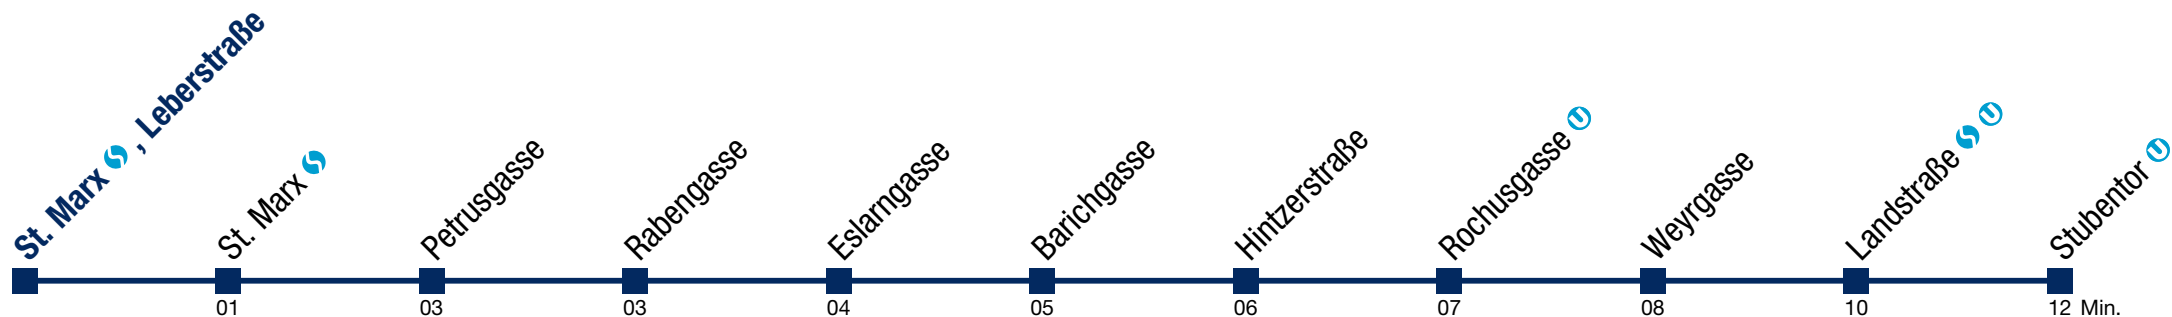 St. Marx S , Leberstraße
St. Marx S
Petrusgasse
Rabengasse
Eslarngasse
Barichgasse
Hintzerstraße
Rochusgasse U
Weyrgasse
Landstraße S U
Stubentor U
01 03 03 04 05 06 07 08 10 12 Min.